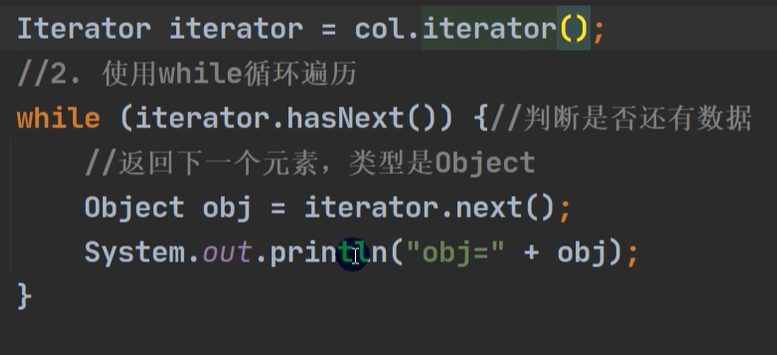 Iterator iterator = col.iterator();
//2. 使用while循环遍历
while (iterator.hasNext()) {//判断是否还有数据
//返回下一个元素，类型是Object
Object obj = iterator.next();
System.out.println("obj=" + obj);
}